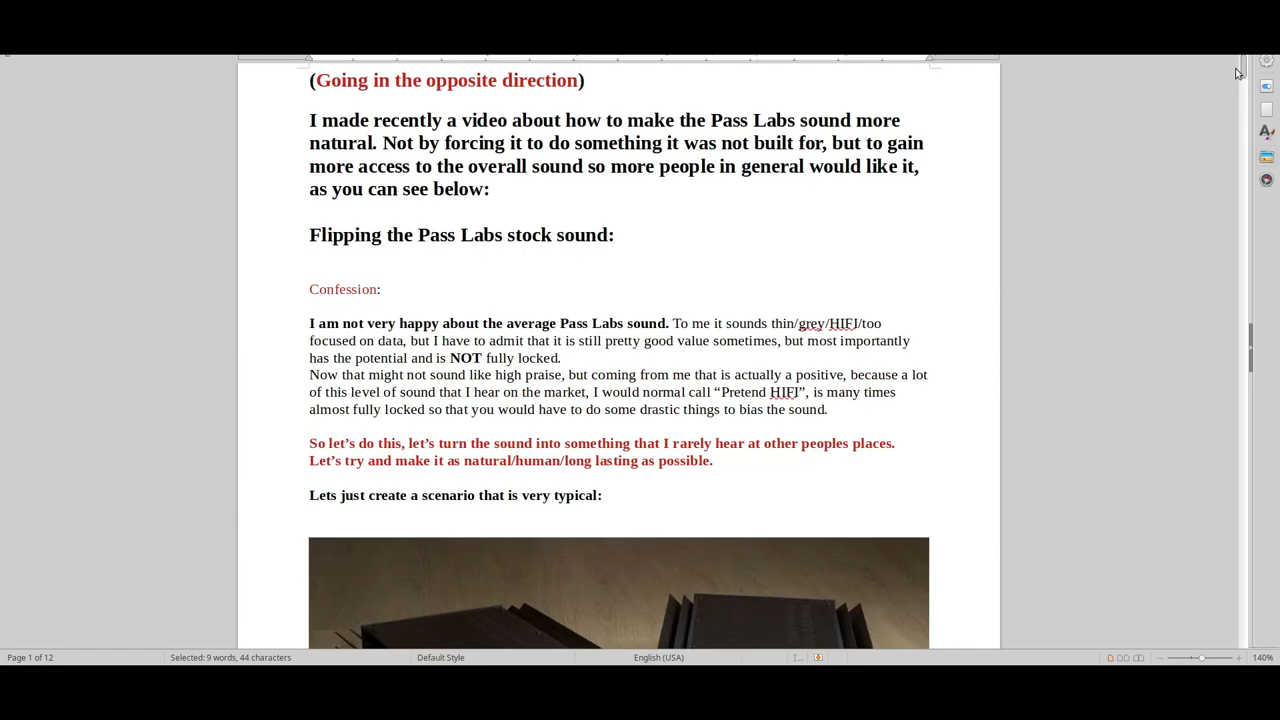 (Going in the opposite direction)
I made recently a video about how to make the Pass Labs sound more
natural. Not by forcing it to do something it was not built for, but to gain
more access to the overall sound so more people in general would like it,
as you can see below:
Flipping the Pass Labs stock sound:
Confession:
I am not very happy about the average Pass Labs sound. To me it sounds thin/grey/HIFI/too
focused on data, but I have to admit that it is still pretty good value sometimes, but most importantly
has the potential and is NOT fully locked.
Now that might not sound like high praise, but coming from me that is actually a positive, because a lot
of this level of sound that I hear on the market, I would normal call “Pretend HIFI”, is many times
almost fully locked so that you would have to do some drastic things to bias the sound.
So let’s do this, let’s turn the sound into something that I rarely hear at other peoples places.
Let’s try and make it as natural/human/long lasting as possible.
Lets just create a scenario that is very typical:
Page 1 of 12
Selected: 9 words, 44 characters
Default Style
English (USA)
140%